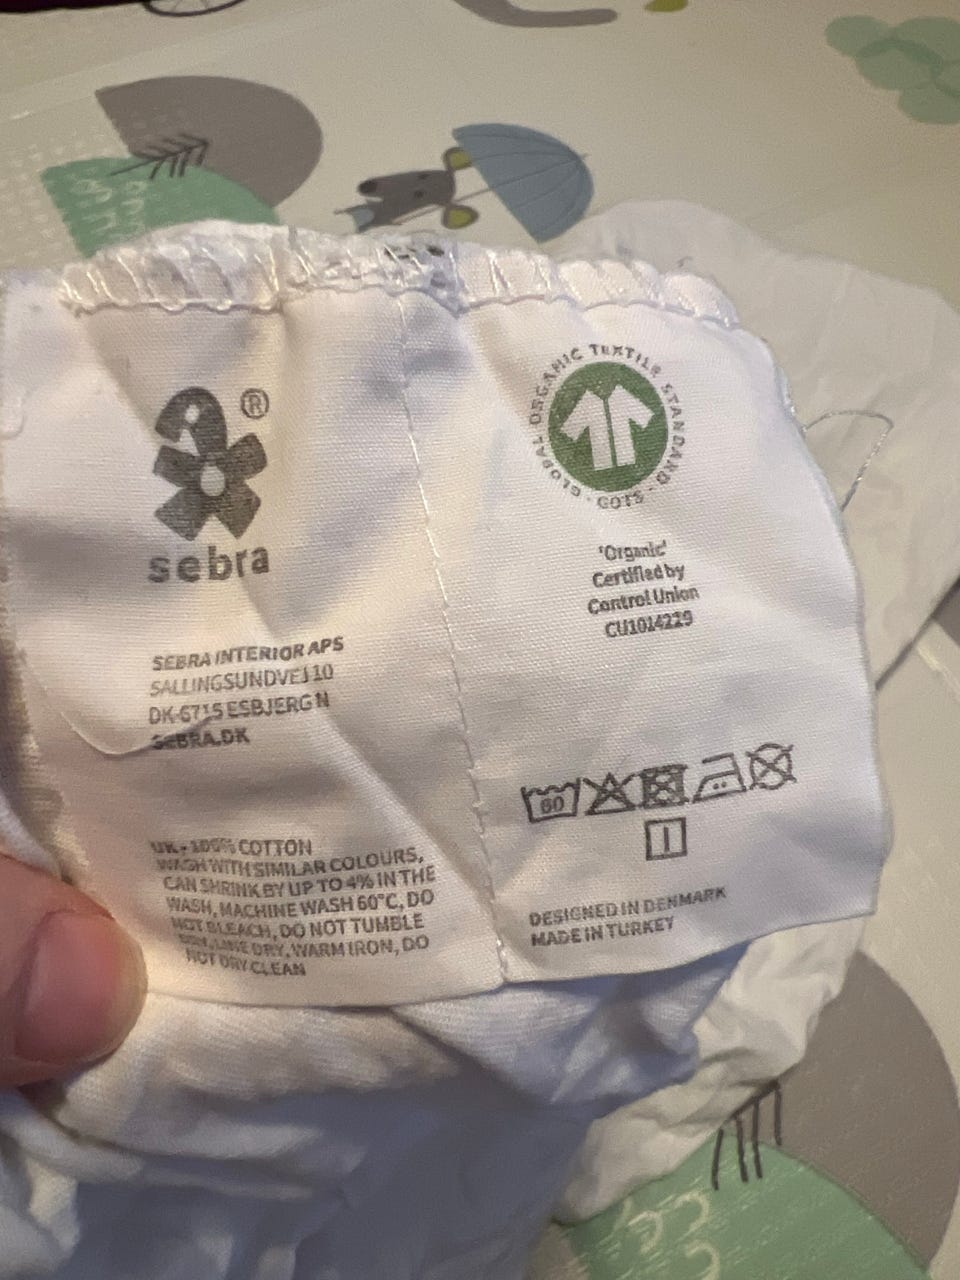 ®
sebra
SEBRA INTERIOR APS
SALLINGSUNDVEJ 10
DK-6715 ESBJERG N
SEBRA.DK
UK - 100% COTTON
WASH WITH SIMILAR COLOURS,
CAN SHRINK BY UP TO 4% IN THE
WASH, MACHINE WASH 60°C, DO
NOT BLEACH, DO NOT TUMBLE
DRY, LINE DRY, WARM IRON, DO
NOT DRY CLEAN
GLOBAL ORGANIC TEXTILE STANDARD · GOTS ·
'Organic'
Certified by
Control Union
CU1014229
60
DESIGNED IN DENMARK
MADE IN TURKEY